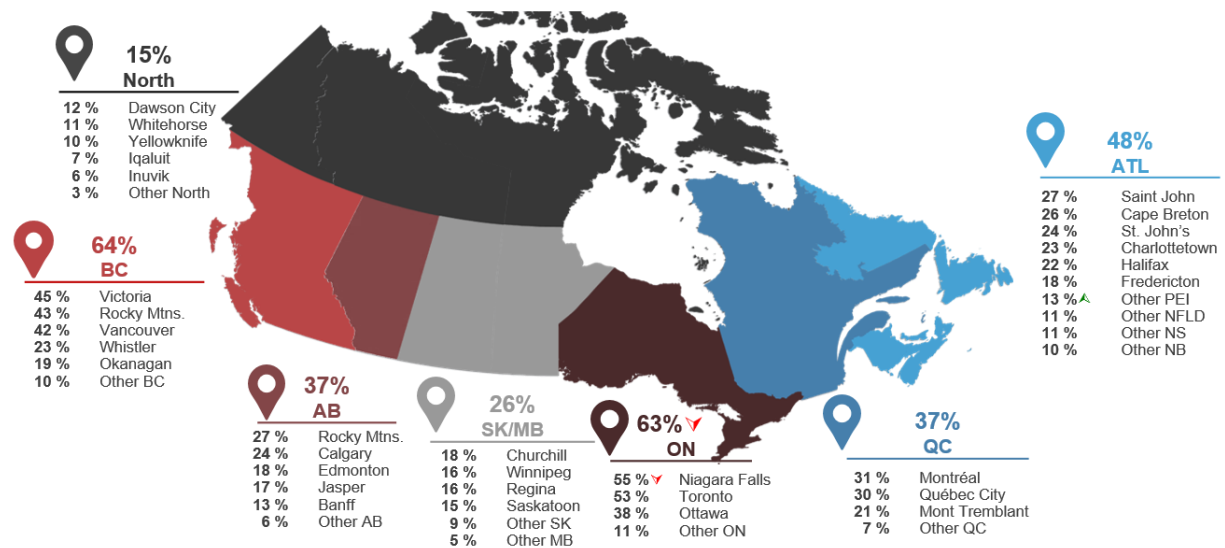 15%
North
12 % Dawson City
11 % Whitehorse
10 % Yellowknife
7 % Iqaluit
6 % Inuvik
3 % Other North
64%
BC
45 % Victoria
43 % Rocky Mtns.
42 % Vancouver
23 % Whistler
19 % Okanagan
10 % Other BC
37%
AB
27 % Rocky Mtns.
24 % Calgary
18 % Edmonton
17 % Jasper
13 % Banff
6 % Other AB
26%
SK/MB
18 % Churchill
16 % Winnipeg
16 % Regina
15 % Saskatoon
9 % Other SK
5 % Other MB
63%
ON
55 % Niagara Falls
53 % Toronto
38 % Ottawa
11 % Other ON
37%
QC
31 % Montréal
30 % Québec City
21 % Mont Tremblant
7 % Other QC
48%
ATL
27 % Saint John
26 % Cape Breton
24 % St. John’s
23 % Charlottetown
22 % Halifax
18 % Fredericton
13 % Other PEI
11 % Other NFLD
11 % Other NS
10 % Other NB